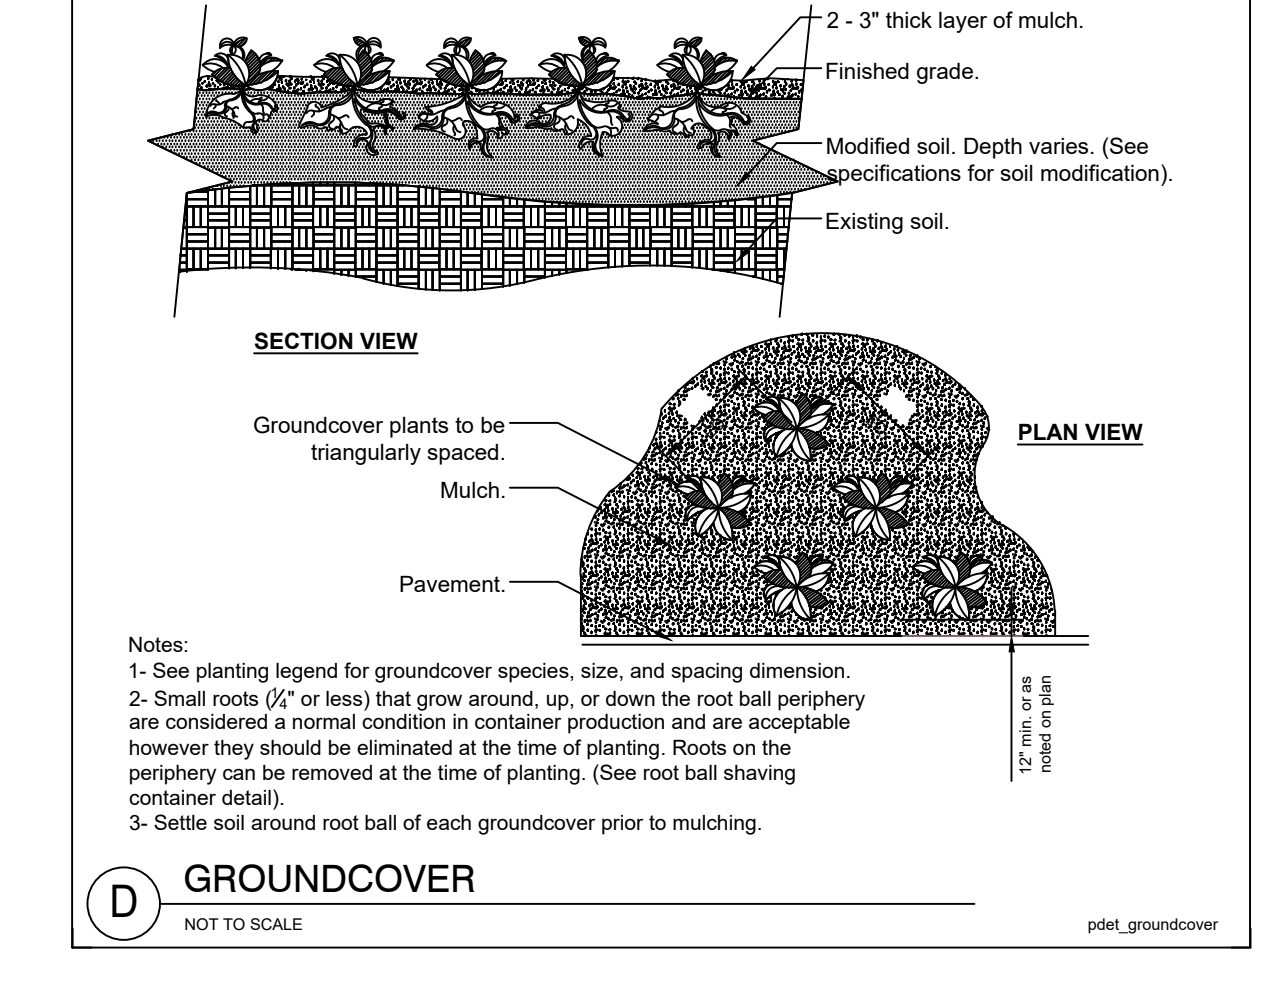 2 - 3" thick layer of mulch.
Finished grade.
Modified soil. Depth varies. (See
specifications for soil modification).
Existing soil.
SECTION VIEW
PLAN VIEW
Groundcover plants to be
triangularly spaced.
Mulch.
Pavement.
12" min. or as
noted on plan
Notes:
1- See planting legend for groundcover species, size, and spacing dimension.
2- Small roots (¼" or less) that grow around, up, or down the root ball periphery
are considered a normal condition in container production and are acceptable
however they should be eliminated at the time of planting. Roots on the
periphery can be removed at the time of planting. (See root ball shaving
container detail).
3- Settle soil around root ball of each groundcover prior to mulching.
D
GROUNDCOVER
NOT TO SCALE
pdet_groundcover